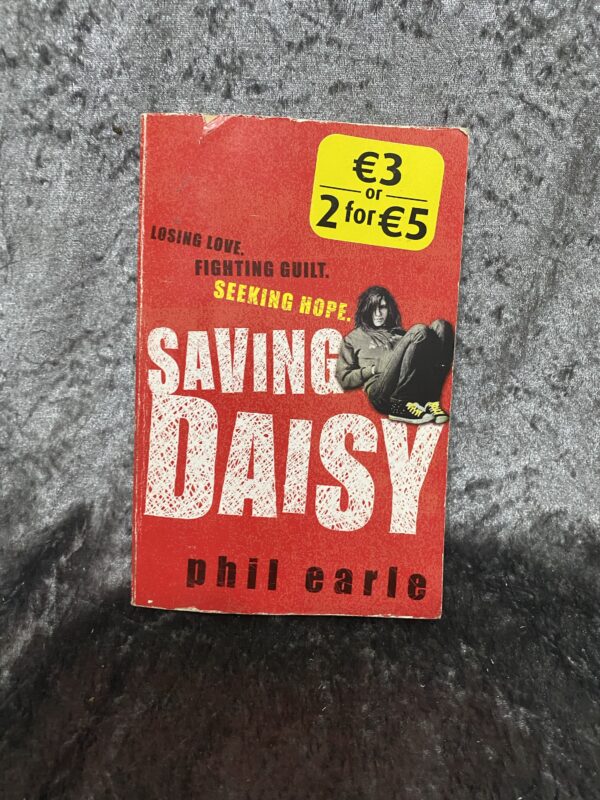 €3
or
2 for €5
LOSING LOVE.
FIGHTING GUILT.
SEEKING HOPE.
SAVING
DAISY
phil earle